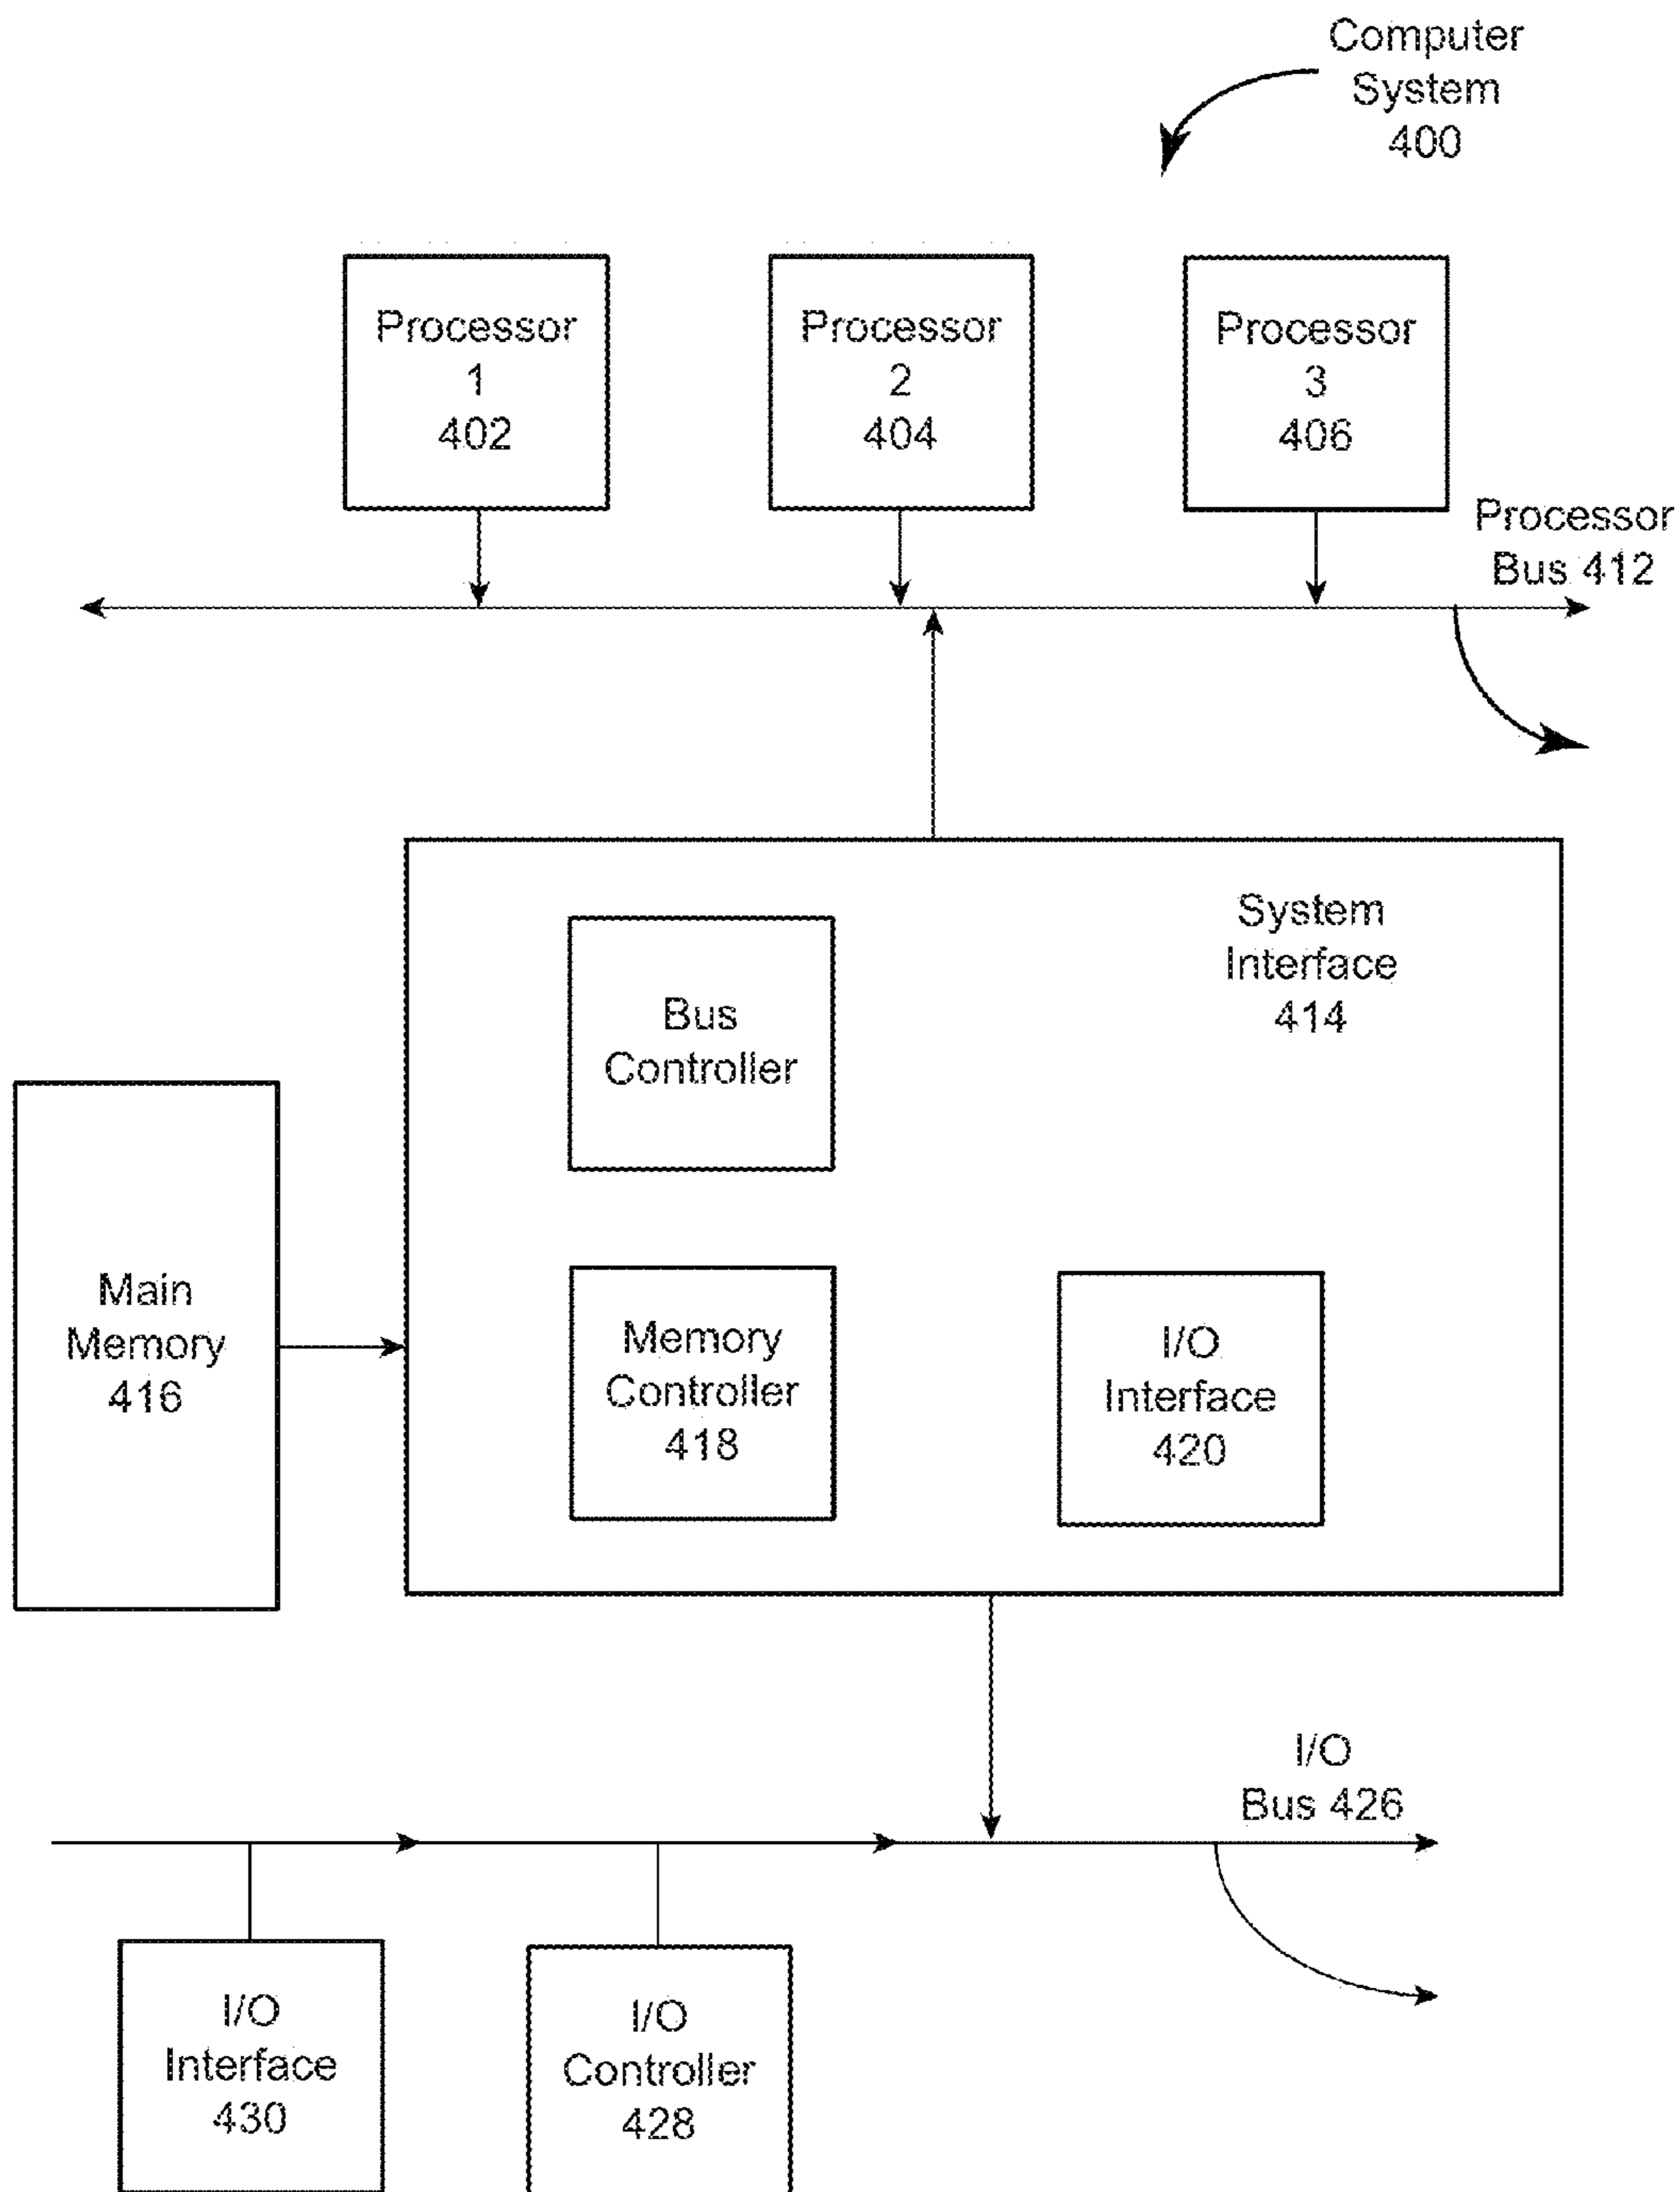 Computer
System
400
Processor
1
402
Processor
2
404
Processor
3
406
Processor
Bus 412
System
Interface
414
Bus
Controller
Main
Memory
416
Memory
Controller
418
I/O
Interface
420
I/O
Bus 426
I/O
Interface
430
I/O
Controller
428